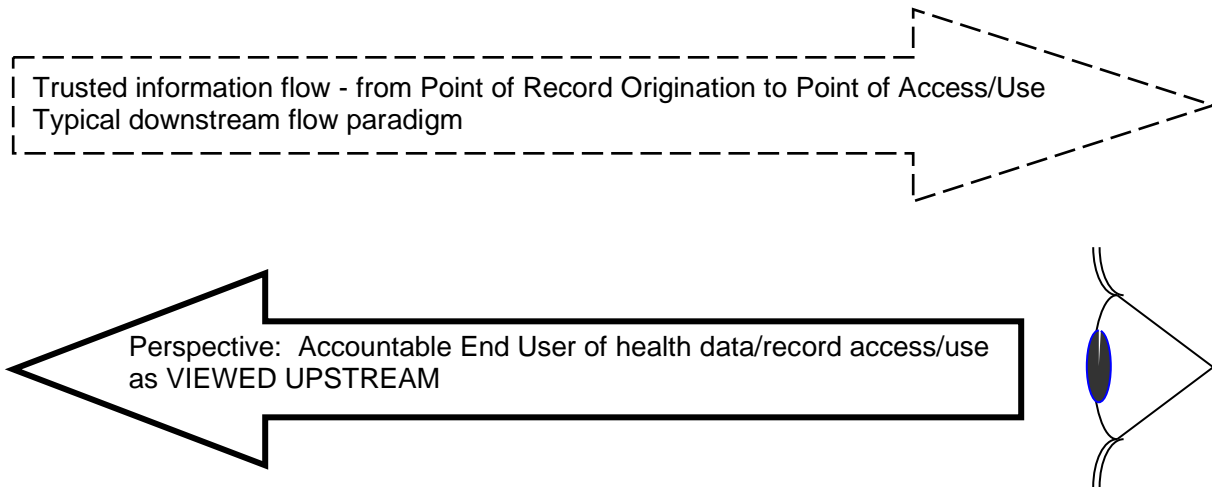 Trusted information flow - from Point of Record Origination to Point of Access/Use
Typical downstream flow paradigm
Perspective:  Accountable End User of health data/record access/use
as VIEWED UPSTREAM